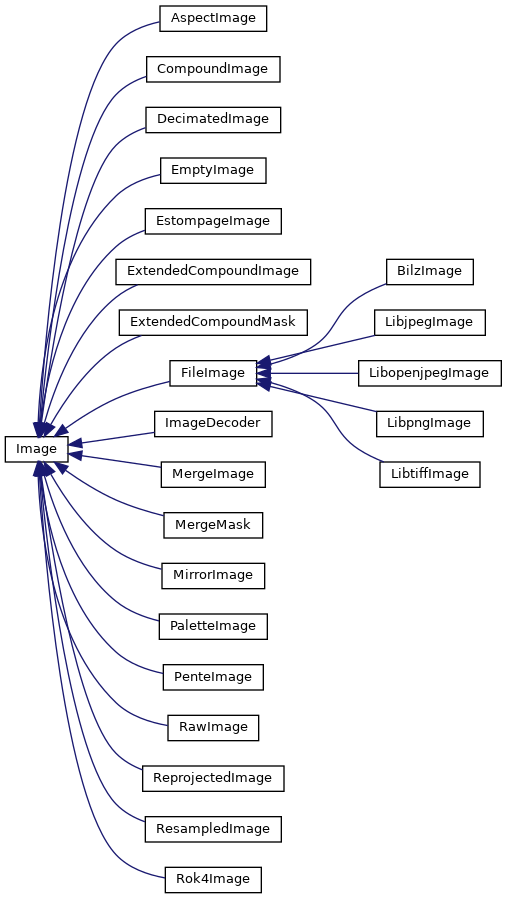 AspectImage
CompoundImage
DecimatedImage
EmptyImage
EstompageImage
ExtendedCompoundImage
BilzImage
ExtendedCompoundMask
LibjpegImage
FileImage
LibopenjpegImage
ImageDecoder
LibpngImage
Image
MergeImage
LibtiffImage
MergeMask
MirrorImage
PaletteImage
PenteImage
RawImage
ReprojectedImage
ResampledImage
Rok4Image